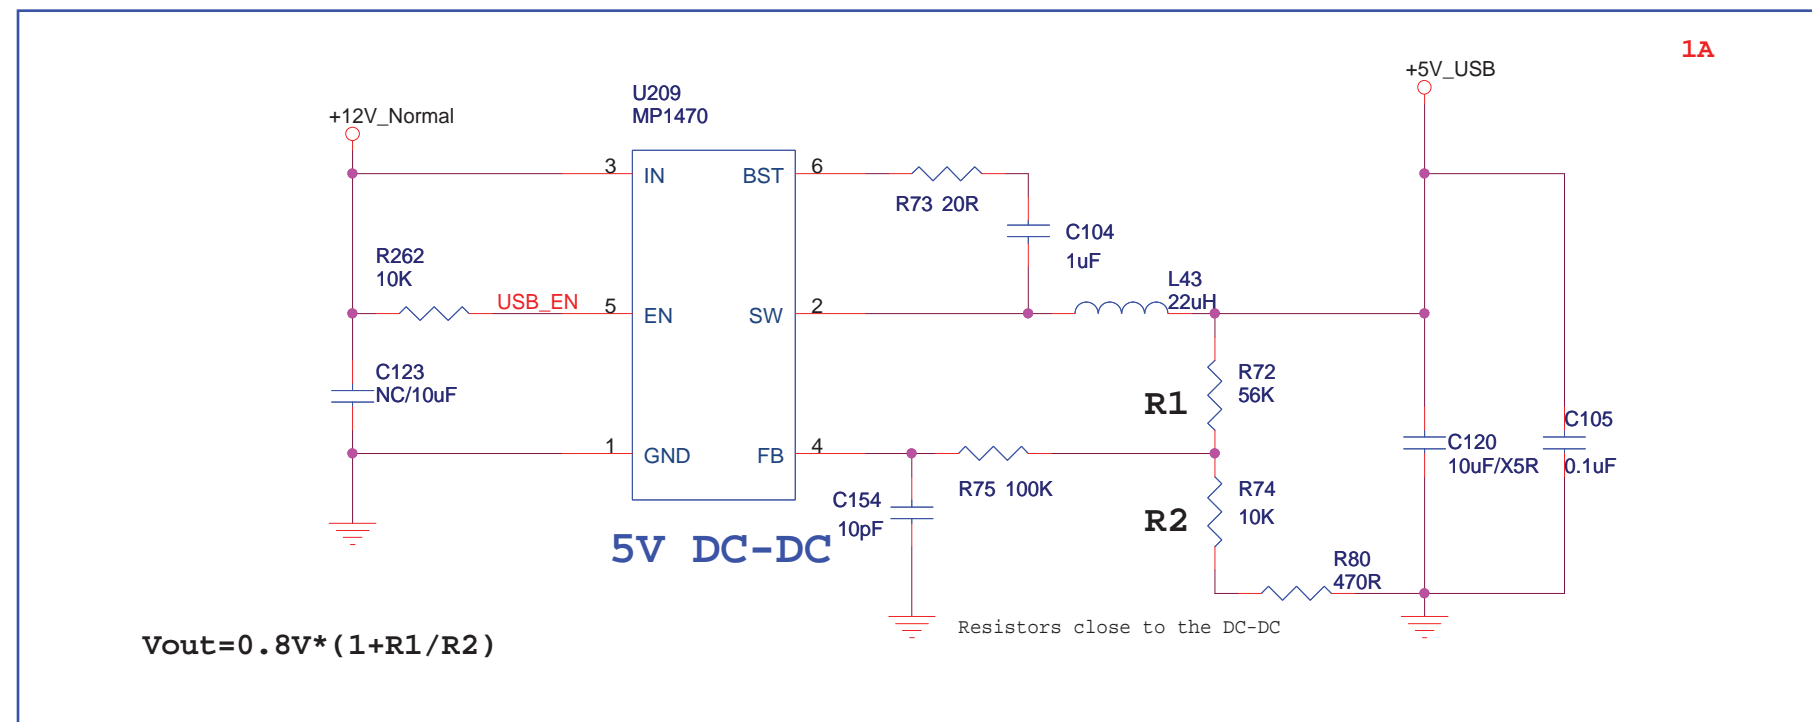 1A
+5V_USB
U209
MP1470
+12V_Normal
3
IN
BST
6
R73 20R
C104
1uF
R262
10K
USB_EN
5
EN
SW
2
L43
22uH
C123
NC/10uF
R1
R72
56K
1
GND
FB
4
R75 100K
C154
10pF
R2
R74
10K
C120
10uF/X5R
C105
0.1uF
5V DC-DC
R80
470R
Resistors close to the DC-DC
Vout=0.8V*(1+R1/R2)